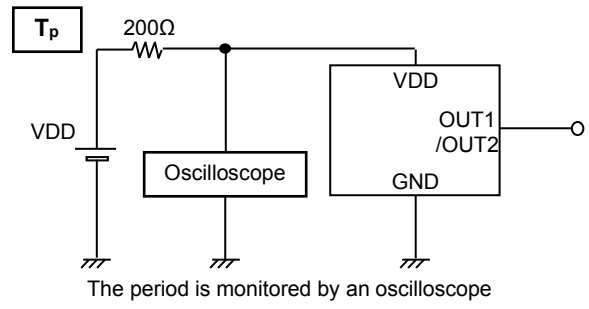 Tp
200Ω
VDD
VDD
OUT1
/OUT2
Oscilloscope
GND
The period is monitored by an oscilloscope